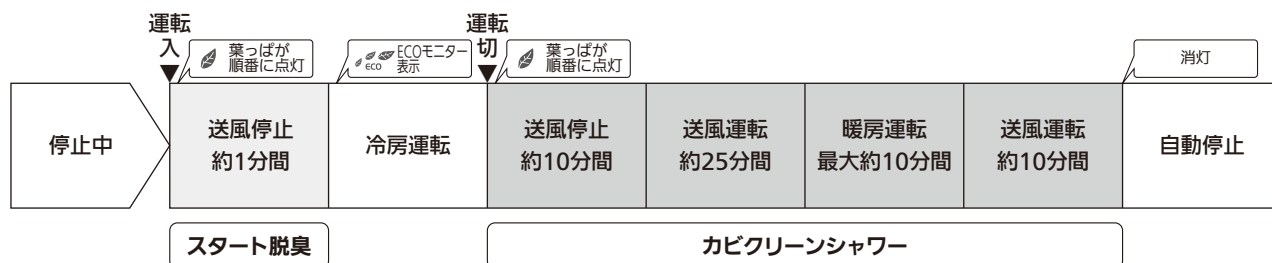 運転
入
葉っぱが
順番に点灯
eco
ECOモニター
表示
運転
切
葉っぱが
順番に点灯
消灯
停止中
送風停止
約1分間
冷房運転
送風停止
約10分間
送風運転
約25分間
暖房運転
最大約10分間
送風運転
約10分間
自動停止
スタート脱臭
カビクリーンシャワー